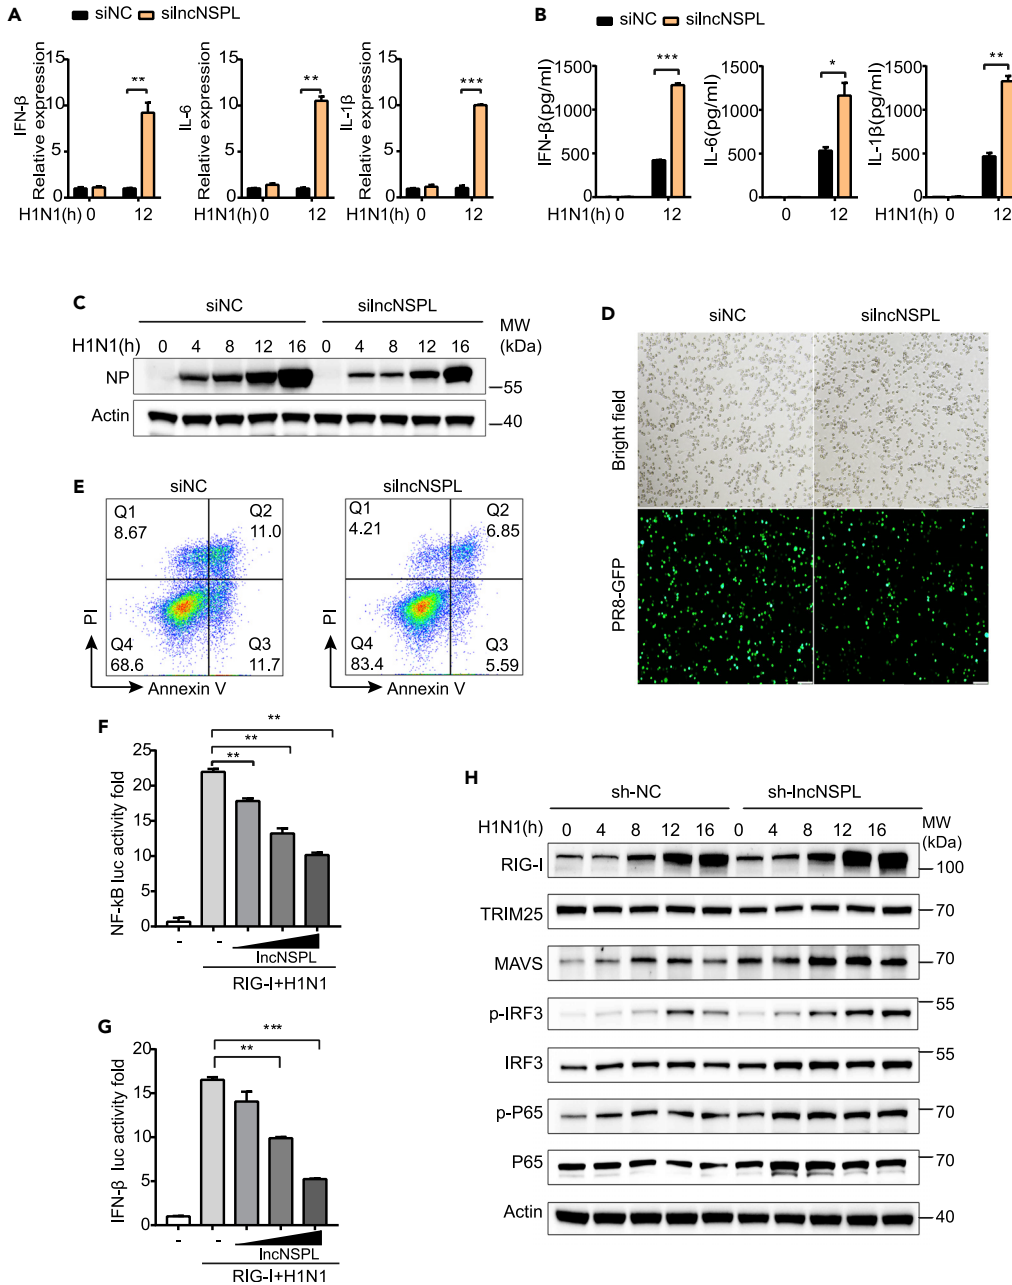 A
siNC
silncNSPL
IFN-β
Relative expression
15
10
5
1
0
**
H1N1(h) 0 12
IL-6
Relative expression
15
10
5
1
0
**
H1N1(h) 0 12
IL-1β
Relative expression
15
10
5
1
0
***
H1N1(h) 0 12
B
siNC
silncNSPL
IFN-β(pg/ml)
1500
1000
500
0
***
H1N1(h) 0 12
IL-6(pg/ml)
1500
1000
500
0
*
0 12
IL-1β(pg/ml)
1500
1000
500
0
**
H1N1(h) 0 12
C
siNC silncNSPL
MW
(kDa)
H1N1(h) 0 4 8 12 16 0 4 8 12 16
NP
55
Actin
40
D
siNC silncNSPL
Bright field
PR8-GFP
E
siNC
Q1
8.67
Q2
11.0
Q4
68.6
Q3
11.7
PI
Annexin V
silncNSPL
Q1
4.21
Q2
6.85
Q4
83.4
Q3
5.59
PI
Annexin V
F
NF-kB luc activity fold
25
20
15
10
5
0
**
**
**
- -
lncNSPL
RIG-I+H1N1
G
IFN-β luc activity fold
15
10
5
0
***
**
- -
lncNSPL
RIG-I+H1N1
H
sh-NC sh-lncNSPL
H1N1(h) 0 4 8 12 16 0 4 8 12 16
MW
(kDa)
RIG-I
100
TRIM25
70
MAVS
70
p-IRF3
55
IRF3
55
p-P65
70
P65
70
Actin
40